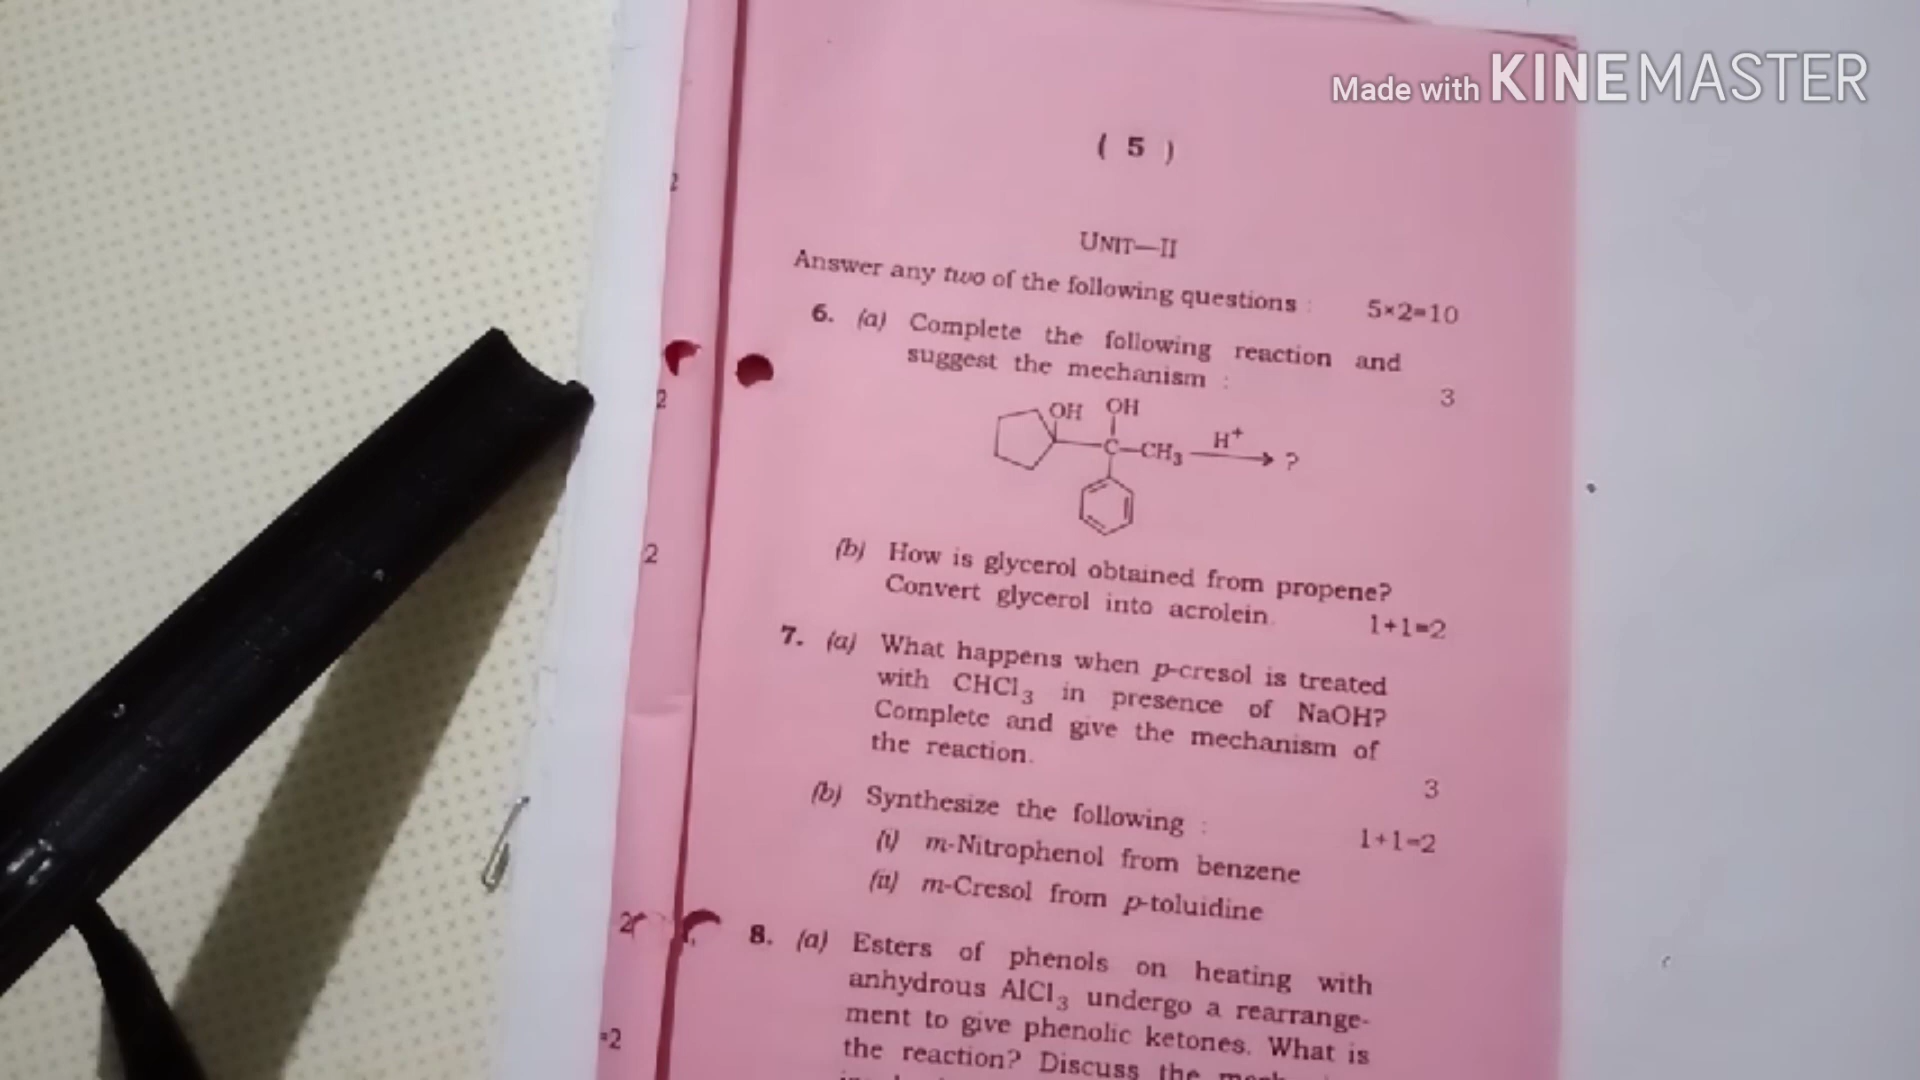 Made with KINEMASTER
( 5 )
2
UNIT—II
Answer any two of the following questions : 5×2=10
6. (a) Complete the following reaction and
suggest the mechanism : 3
2
OH OH
C—CH₃ H⁺ → ?
2
(b) How is glycerol obtained from propene?
Convert glycerol into acrolein. 1+1=2
7. (a) What happens when p-cresol is treated
with CHCl₃ in presence of NaOH?
Complete and give the mechanism of
the reaction. 3
(b) Synthesize the following : 1+1=2
(i) m-Nitrophenol from benzene
(ii) m-Cresol from p-toluidine
2
8. (a) Esters of phenols on heating with
anhydrous AlCl₃ undergo a rearrange-
ment to give phenolic ketones. What is
=2
the reaction? Discuss the